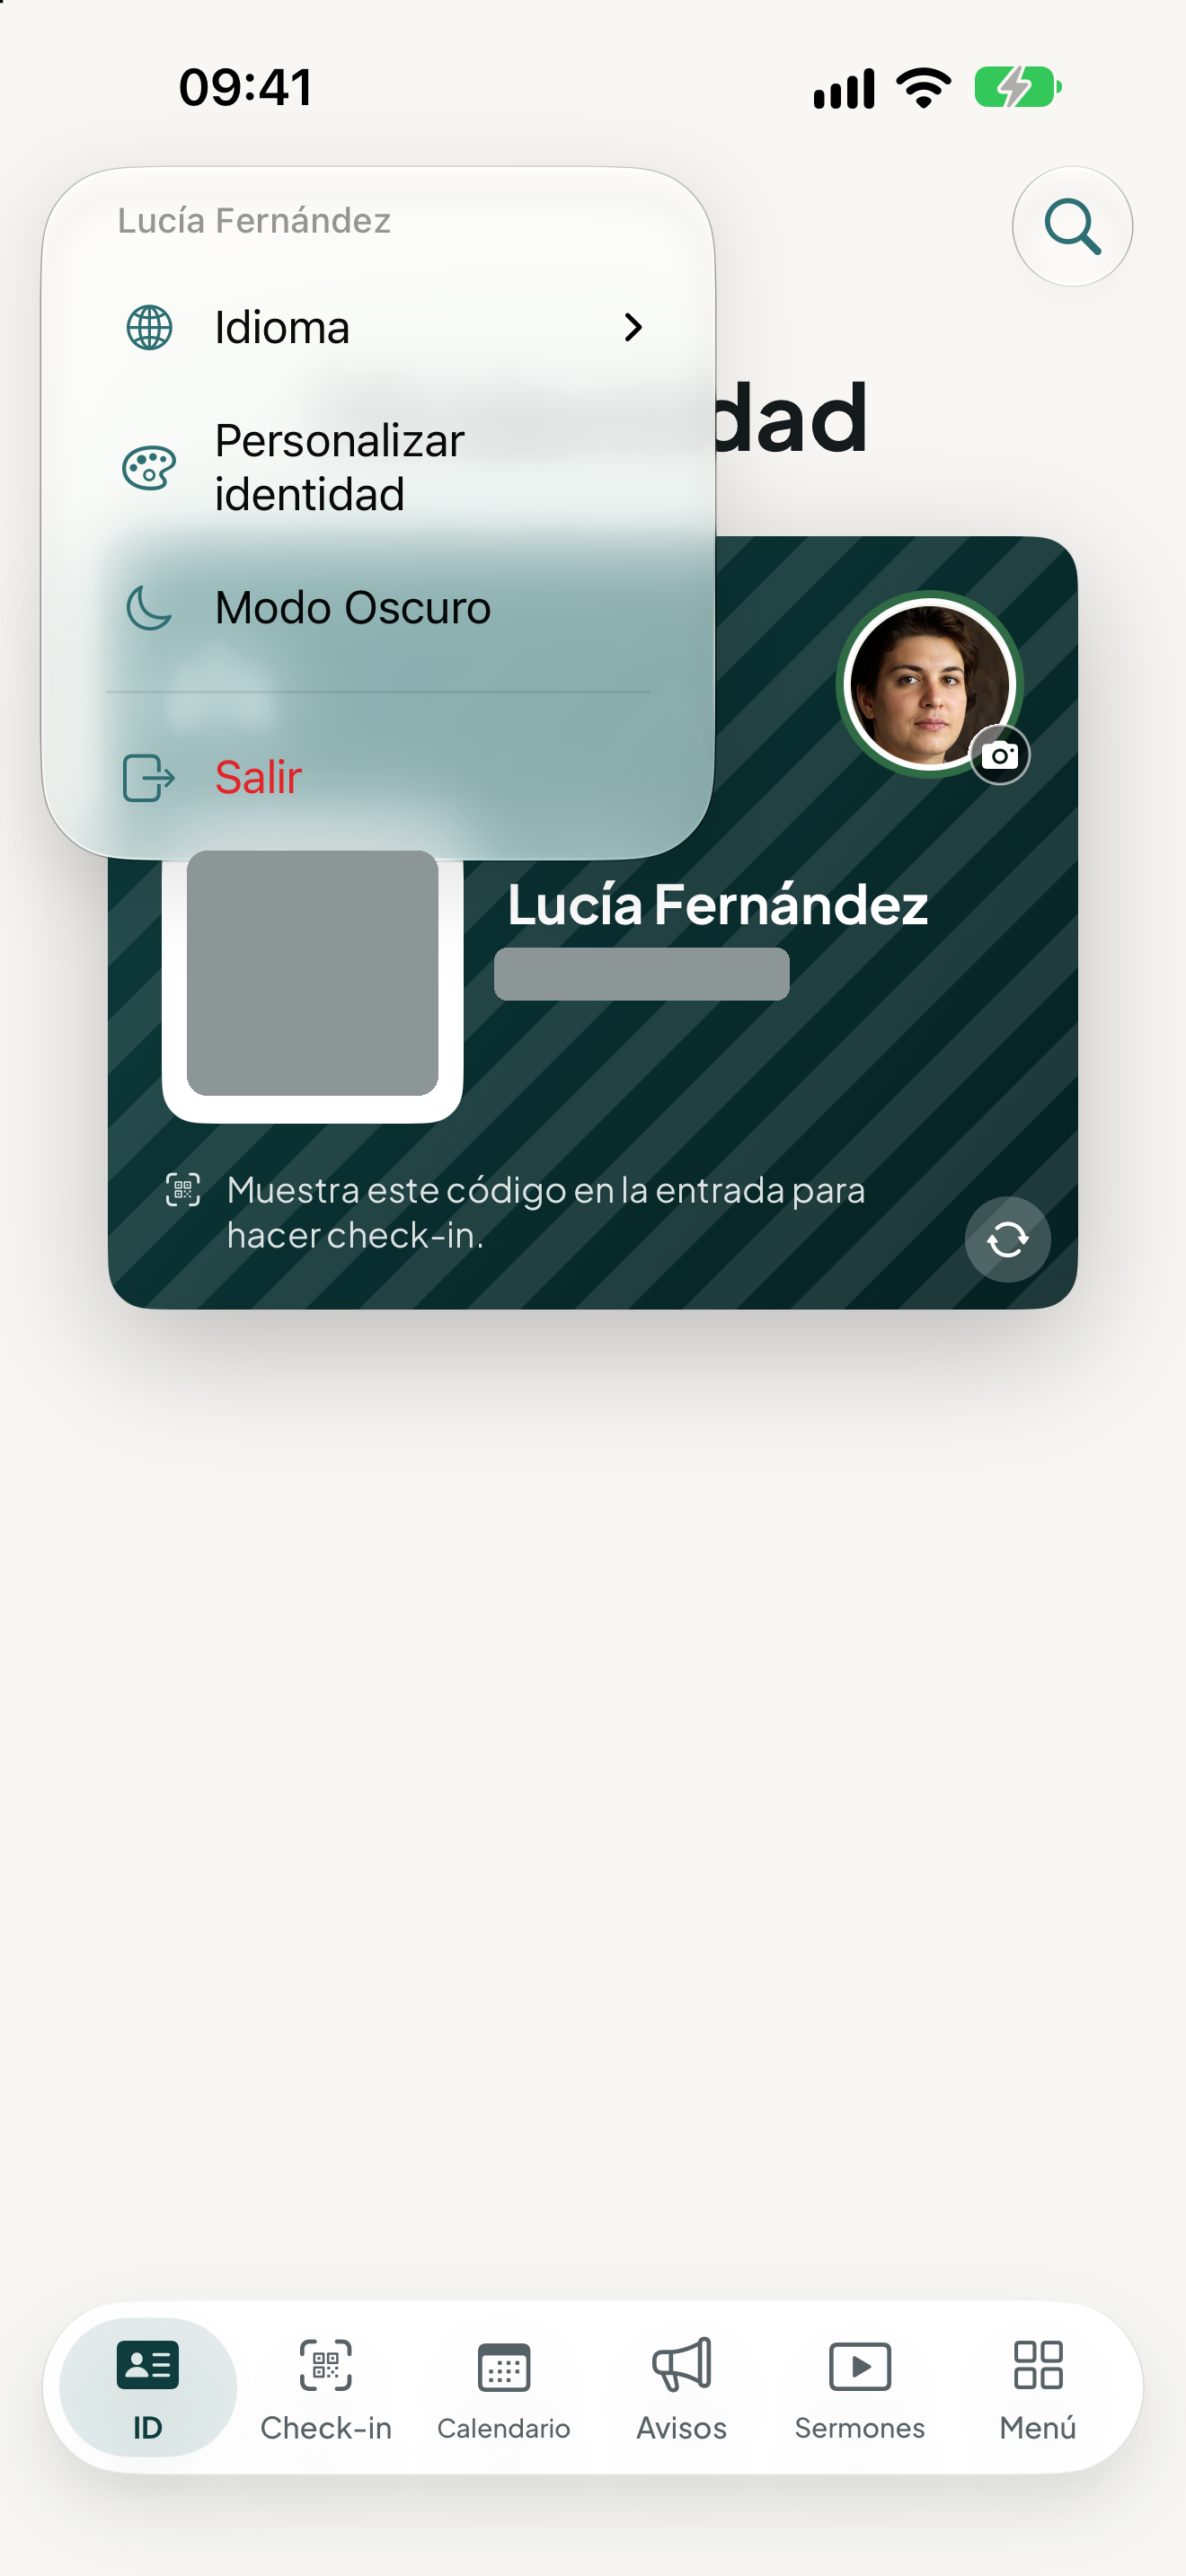 09:41
Lucía Fernández
Idioma
Personalizar
identidad
Modo Oscuro
Salir
dad
Lucía Fernández
Muestra este código en la entrada para
hacer check-in.
ID
Check-in
Calendario
Avisos
Sermones
Menú